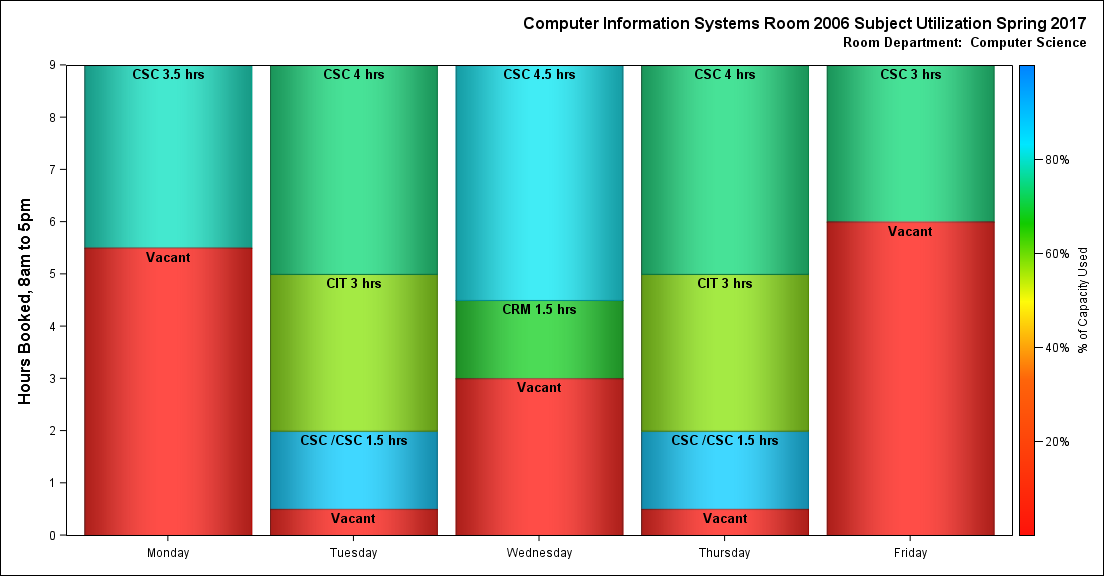 Computer Information Systems Room 2006 Subject Utilization Spring 2017
Room Department:  Computer Science
Hours Booked, 8am to 5pm
9
8
7
6
5
4
3
2
1
0
CSC 3.5 hrs
Vacant
CSC 4 hrs
CIT 3 hrs
CSC /CSC 1.5 hrs
Vacant
CSC 4.5 hrs
CRM 1.5 hrs
Vacant
CSC 4 hrs
CIT 3 hrs
CSC /CSC 1.5 hrs
Vacant
CSC 3 hrs
Vacant
Monday
Tuesday
Wednesday
Thursday
Friday
80%
60%
40%
20%
% of Capacity Used